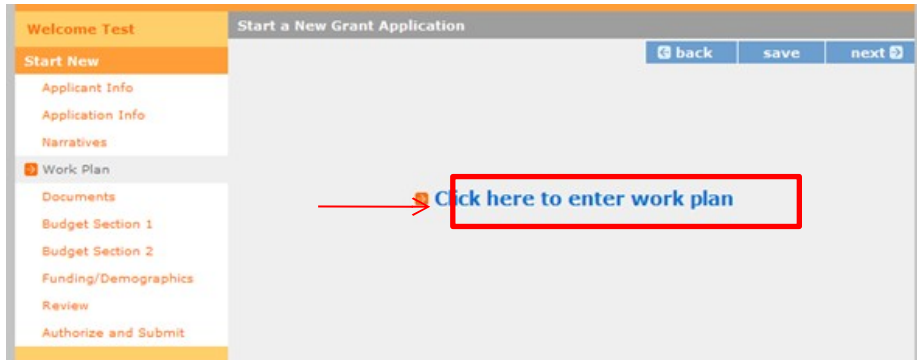 Welcome Test
Start a New Grant Application
Start New
back save next
Applicant Info
Application Info
Narratives
Work Plan
Click here to enter work plan
Documents
Budget Section 1
Budget Section 2
Funding/Demographics
Review
Authorize and Submit